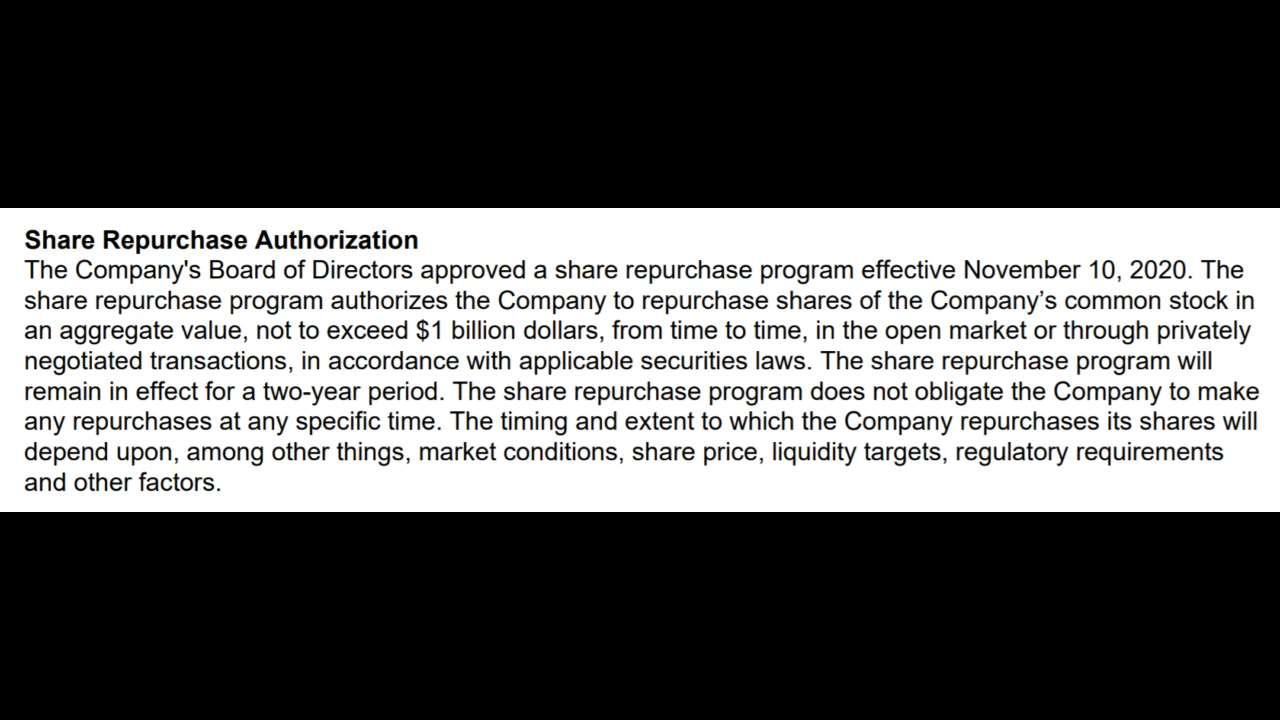 Share Repurchase Authorization
The Company's Board of Directors approved a share repurchase program effective November 10, 2020. The
share repurchase program authorizes the Company to repurchase shares of the Company’s common stock in
an aggregate value, not to exceed $1 billion dollars, from time to time, in the open market or through privately
negotiated transactions, in accordance with applicable securities laws. The share repurchase program will
remain in effect for a two-year period. The share repurchase program does not obligate the Company to make
any repurchases at any specific time. The timing and extent to which the Company repurchases its shares will
depend upon, among other things, market conditions, share price, liquidity targets, regulatory requirements
and other factors.